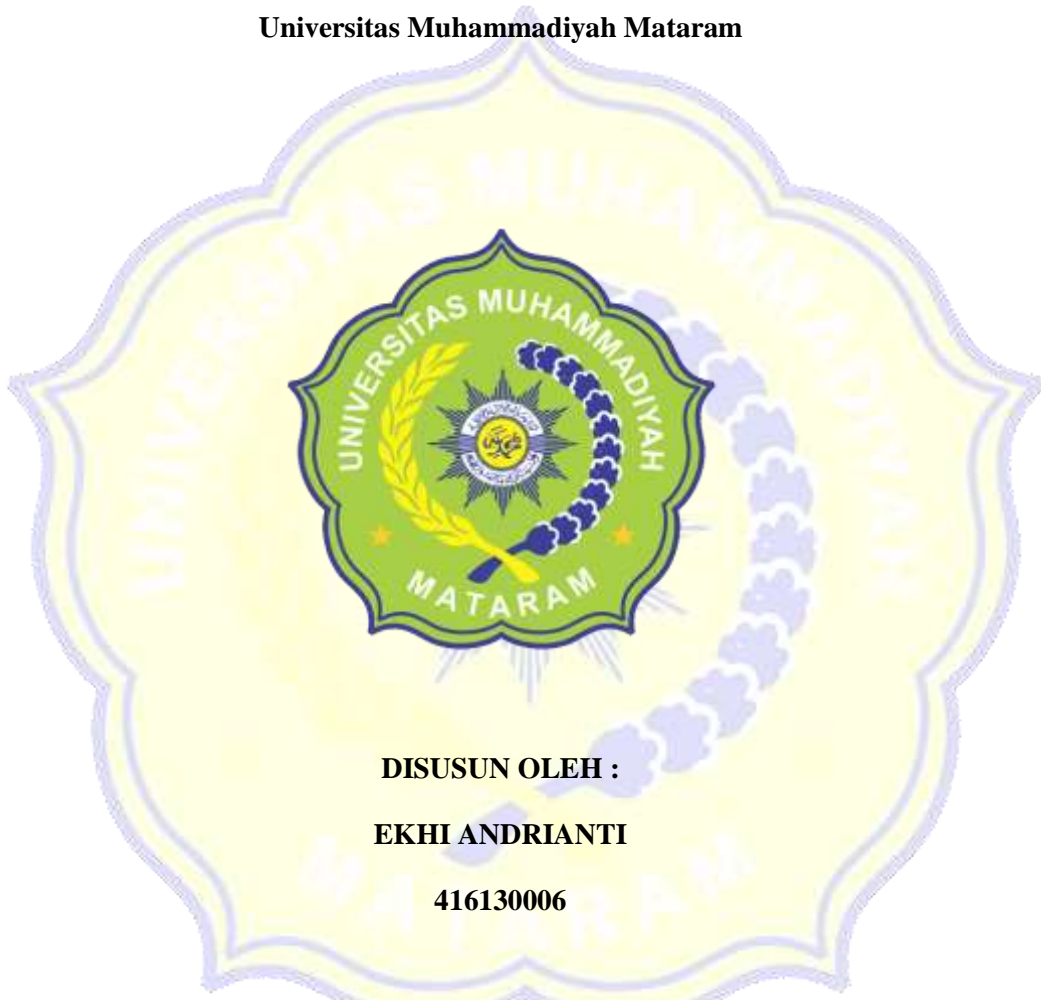 Universitas Muhammadiyah Mataram
UNIVERSITAS MUHAMMADIYAH
MATARAM
DISUSUN OLEH :
EKHI ANDRIANTI
416130006